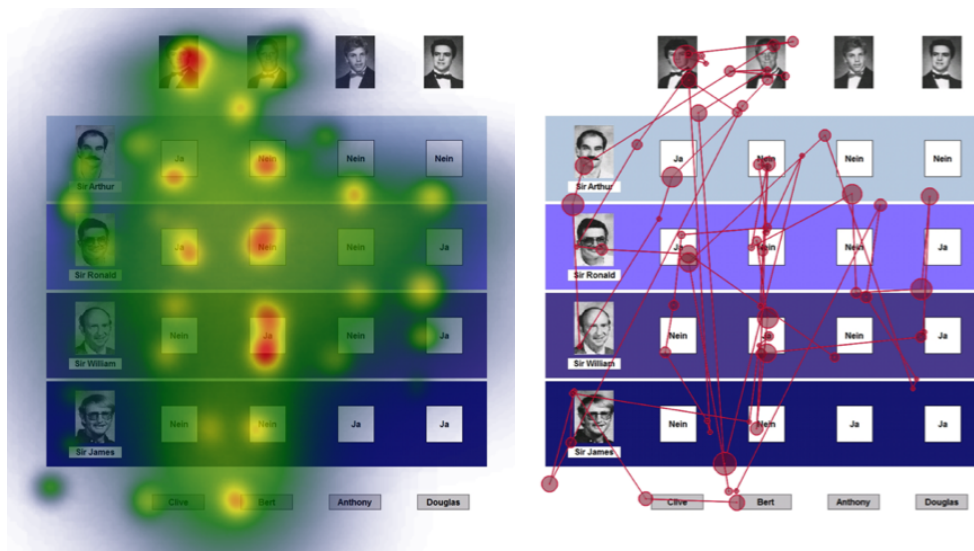 Ja Nein Nein Nein
Sir Arthur
Ja Nein Nein Ja
Sir Ronald
Nein Ja Nein Ja
Sir William
Nein Nein Ja Ja
Sir James
Clive Bert Anthony Douglas
Ja Nein Nein Nein
Sir Arthur
Ja Nein Nein Ja
Sir Ronald
Nein Ja Nein Ja
Sir William
Nein Nein Ja Ja
Sir James
Clive Bert Anthony Douglas